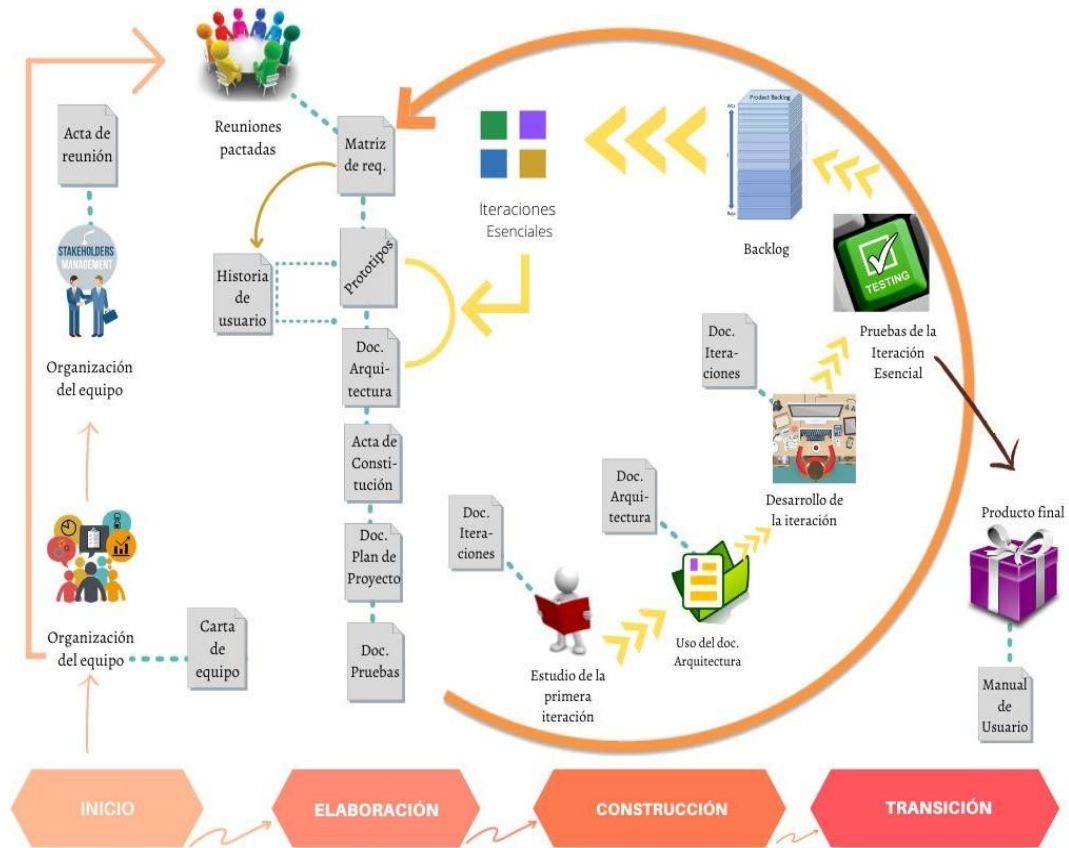 Reuniones
pactadas
Acta de
reunión
STAKEHOLDERS
MANAGEMENT
Organización
del equipo
Organización
del equipo
Carta
de
equipo
Matriz
de req.
Historia
de
usuario
Prototipos
Doc.
Arqui-
tectura
Acta de
Consti-
tución
Doc.
Plan de
Proyecto
Doc.
Pruebas
Iteraciones
Esenciales
Product Backlog
Backlog
TESTING
Pruebas de la
Iteración
Esencial
Doc.
Itera-
ciones
Desarrollo de
la iteración
Doc.
Arqui-
tectura
Uso del doc.
Arquitectura
Doc.
Itera-
ciones
Estudio de la
primera
iteración
Producto final
Manual
de
Usuario
INICIO
ELABORACIÓN
CONSTRUCCIÓN
TRANSICIÓN